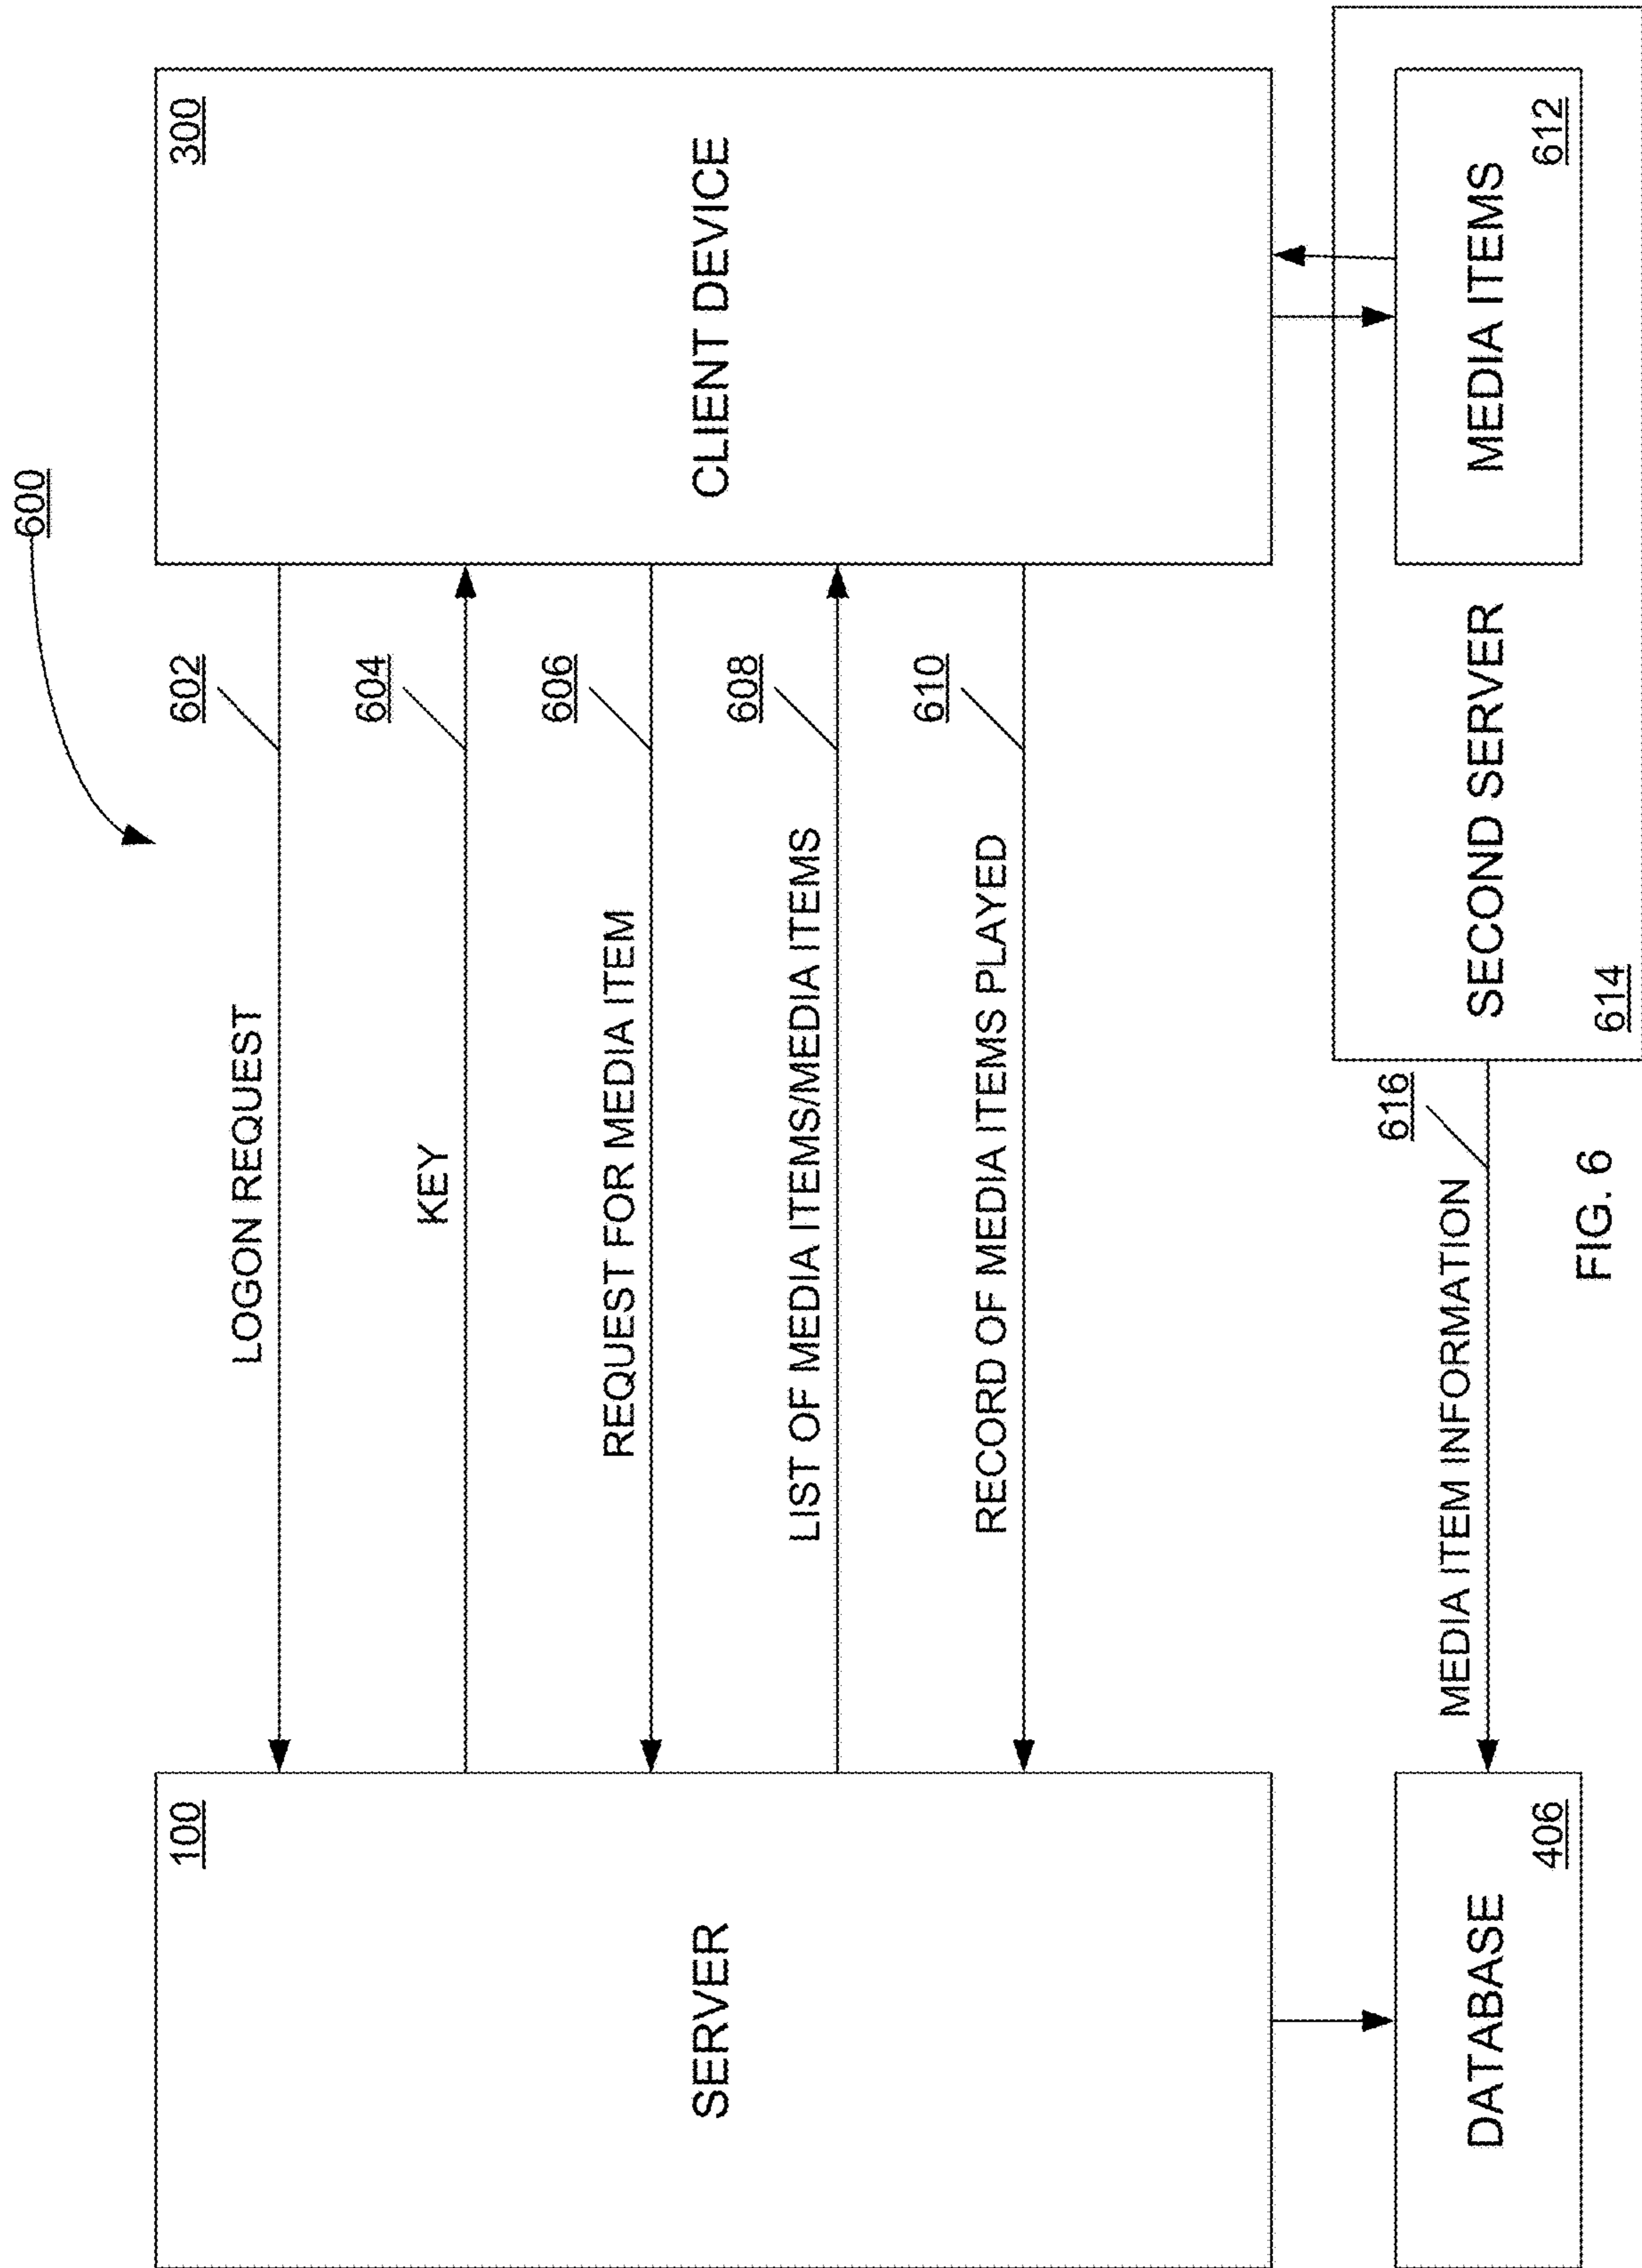 600
100
SERVER
300
CLIENT DEVICE
602
LOGON REQUEST
604
KEY
606
REQUEST FOR MEDIA ITEM
608
LIST OF MEDIA ITEMS/MEDIA ITEMS
610
RECORD OF MEDIA ITEMS PLAYED
DATABASE
406
MEDIA ITEM INFORMATION
616
SECOND SERVER
614
MEDIA ITEMS
612
FIG. 6